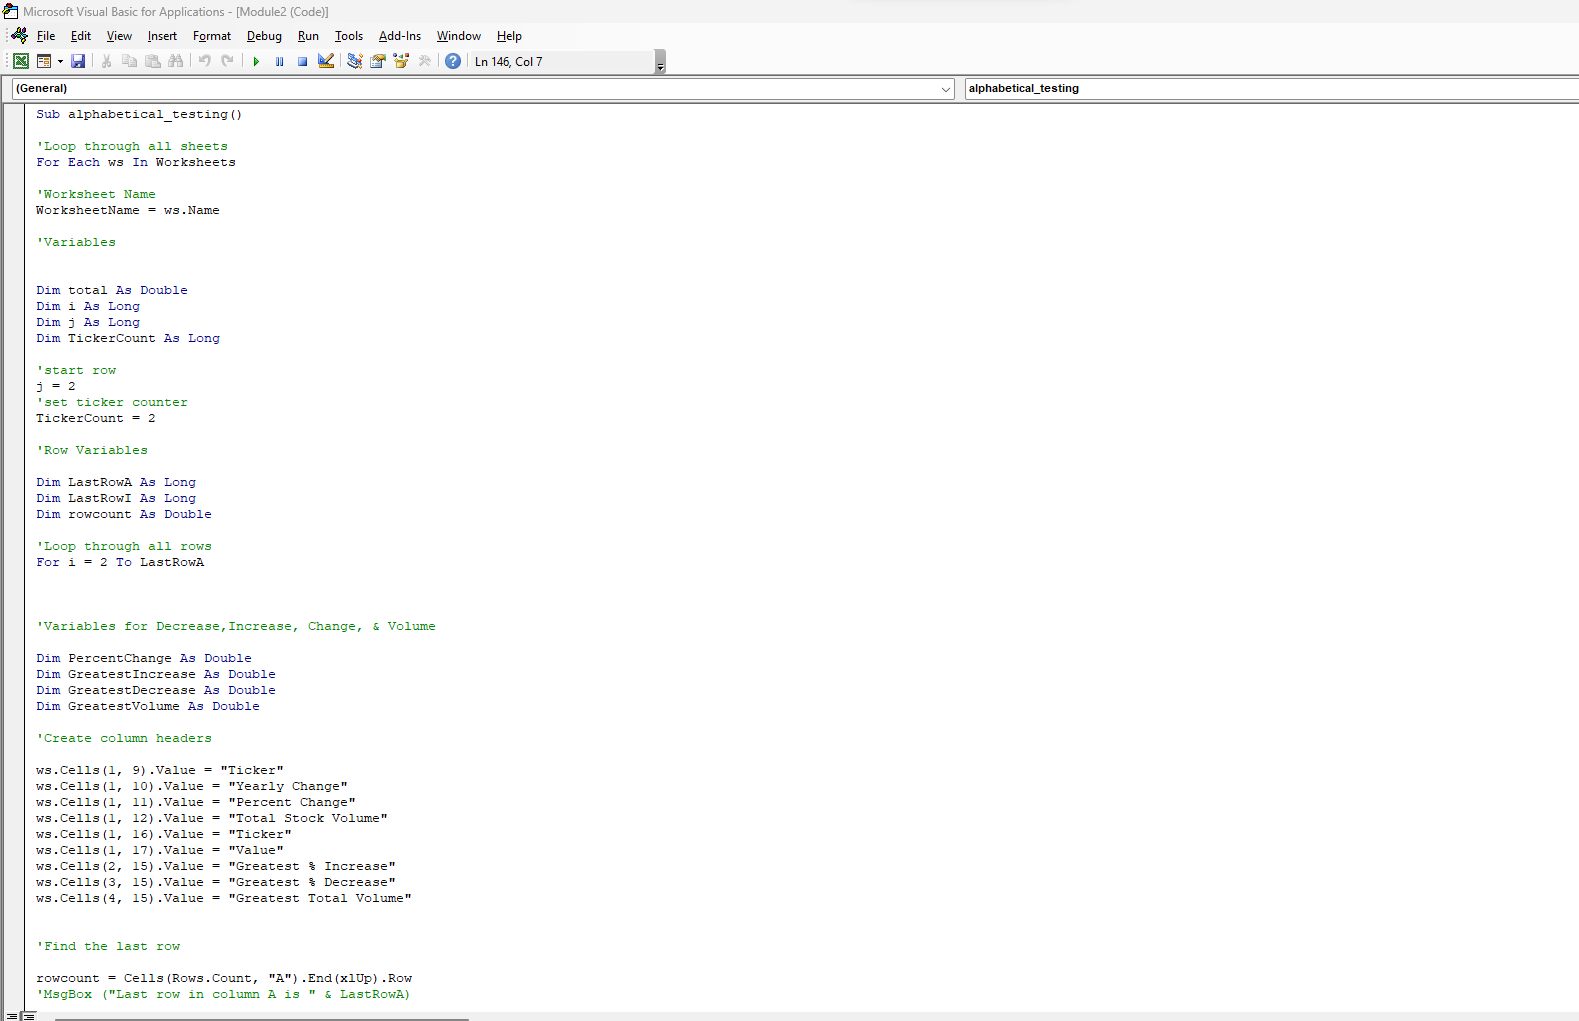 Microsoft Visual Basic for Applications - [Module2 (Code)]
File Edit View Insert Format Debug Run Tools Add-Ins Window Help
Ln 146, Col 7
(General) alphabetical_testing
Sub alphabetical_testing()
'Loop through all sheets
For Each ws In Worksheets
'Worksheet Name
WorksheetName = ws.Name
'Variables
Dim total As Double
Dim i As Long
Dim j As Long
Dim TickerCount As Long
'start row
j = 2
'set ticker counter
TickerCount = 2
'Row Variables
Dim LastRowA As Long
Dim LastRowI As Long
Dim rowcount As Double
'Loop through all rows
For i = 2 To LastRowA
'Variables for Decrease,Increase, Change, & Volume
Dim PercentChange As Double
Dim GreatestIncrease As Double
Dim GreatestDecrease As Double
Dim GreatestVolume As Double
'Create column headers
ws.Cells(1, 9).Value = "Ticker"
ws.Cells(1, 10).Value = "Yearly Change"
ws.Cells(1, 11).Value = "Percent Change"
ws.Cells(1, 12).Value = "Total Stock Volume"
ws.Cells(1, 16).Value = "Ticker"
ws.Cells(1, 17).Value = "Value"
ws.Cells(2, 15).Value = "Greatest % Increase"
ws.Cells(3, 15).Value = "Greatest % Decrease"
ws.Cells(4, 15).Value = "Greatest Total Volume"
'Find the last row
rowcount = Cells(Rows.Count, "A").End(xlUp).Row
'MsgBox ("Last row in column A is " & LastRowA)